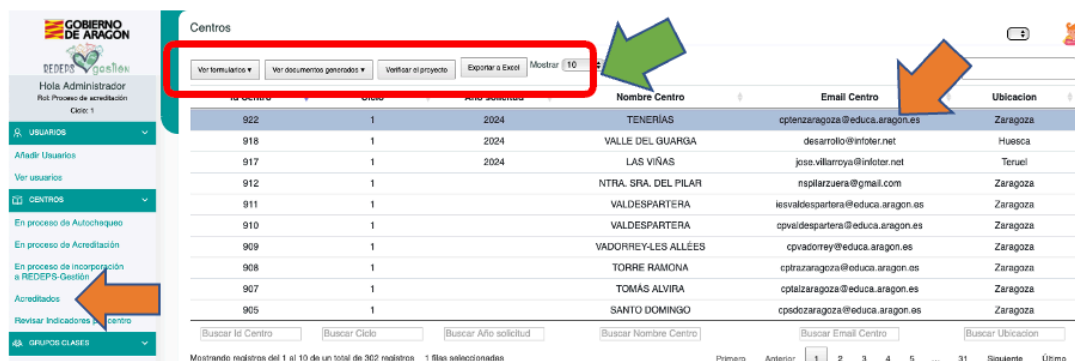 GOBIERNO
DE ARAGON
REDEPS gestión
Hola Administrador
Rol: Proceso de acreditación
Ciclo: 1
USUARIOS
Añadir Usuarios
Ver usuarios
CENTROS
En proceso de Autochequeo
En proceso de Acreditación
En proceso de incorporación
a REDEPS-Gestión
Acreditados
Revisar Indicadores centro
GRUPOS CLASES
Centros
Ver formularios Ver documentos generados Verificar el proyecto Exportar a Excel Mostrar 10
Id Centro Ciclo Año solicitud Nombre Centro Email Centro Ubicacion
922 1 2024 TENERÍAS cptenzaragoza@educa.aragon.es Zaragoza
918 1 2024 VALLE DEL GUARGA desarrollo@infoter.net Huesca
917 1 2024 LAS VIÑAS jose.villarroya@infoter.net Teruel
912 1 NTRA. SRA. DEL PILAR nspilarzuera@gmail.com Zaragoza
911 1 VALDESPARTERA iesvaldespartera@educa.aragon.es Zaragoza
910 1 VALDESPARTERA cpvaldespartera@educa.aragon.es Zaragoza
909 1 VADORREY-LES ALLÉES cpvadorrey@educa.aragon.es Zaragoza
908 1 TORRE RAMONA cptrazaragoza@educa.aragon.es Zaragoza
907 1 TOMÁS ALVIRA cptalzaragoza@educa.aragon.es Zaragoza
905 1 SANTO DOMINGO cpsdozaragoza@educa.aragon.es Zaragoza
Buscar Id Centro Buscar Ciclo Buscar Año solicitud Buscar Nombre Centro Buscar Email Centro Buscar Ubicacion
Mostrando registros del 1 al 10 de un total de 302 registros 1 filas seleccionadas Primero Anterior 1 2 3 4 5 … 31 Siguiente Último